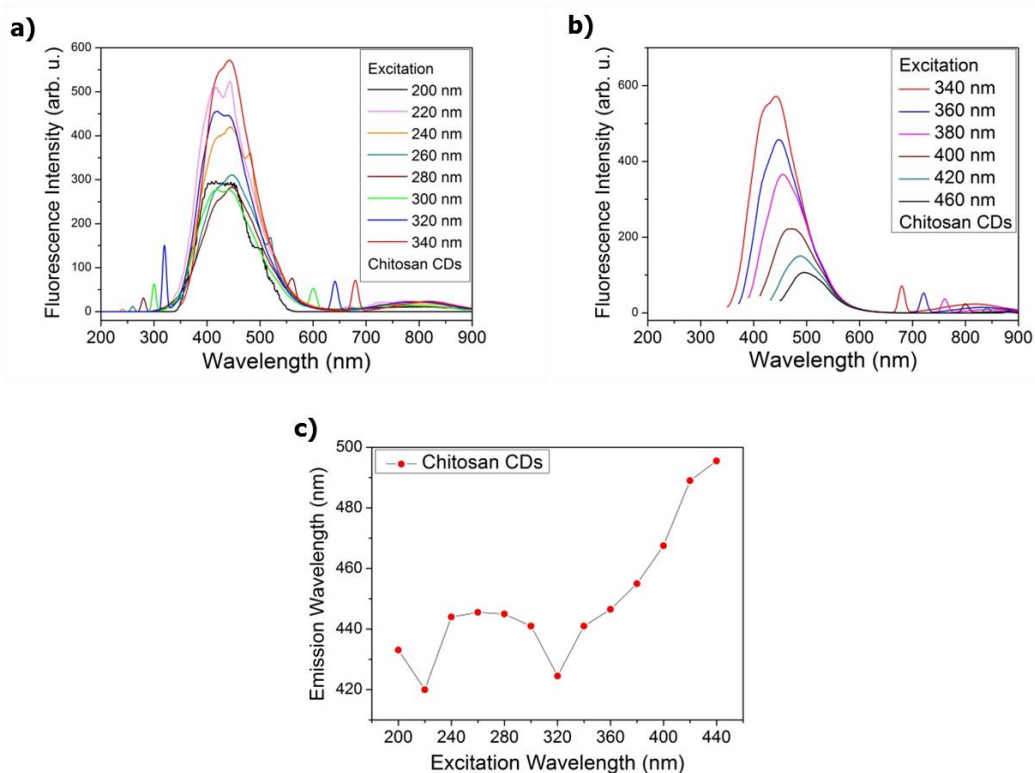 a)
Fluorescence Intensity (arb. u.)
600
500
400
300
200
100
0
200 300 400 500 600 700 800 900
Wavelength (nm)
Excitation
200 nm
220 nm
240 nm
260 nm
280 nm
300 nm
320 nm
340 nm
Chitosan CDs
b)
Fluorescence Intensity (arb. u.)
600
400
200
0
200 300 400 500 600 700 800 900
Wavelength (nm)
Excitation
340 nm
360 nm
380 nm
400 nm
420 nm
460 nm
Chitosan CDs
c)
Emission Wavelength (nm)
500
480
460
440
420
200 240 280 320 360 400 440
Excitation Wavelength (nm)
Chitosan CDs